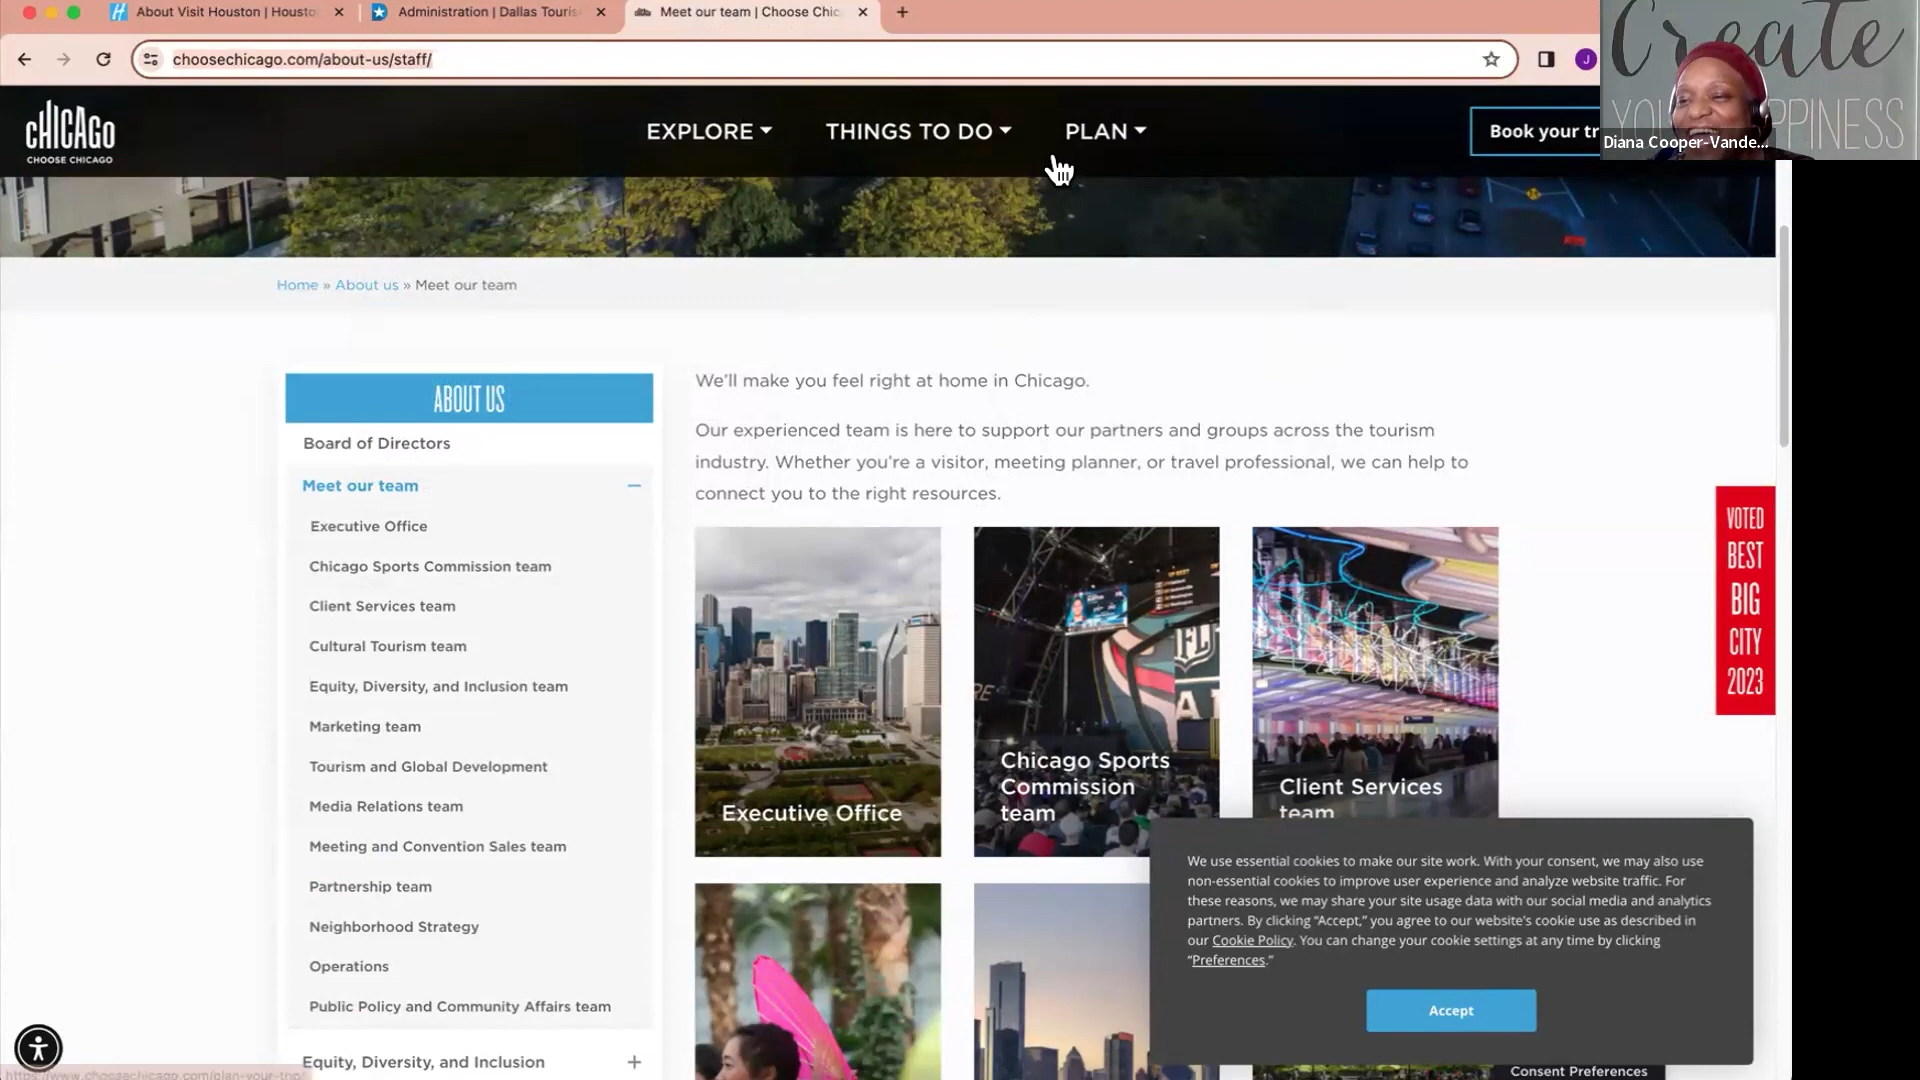 About Visit Houston | Housto
Administration | Dallas Touris
Meet our team | Choose Chic
choosechicago.com/about-us/staff/
J
Create
YOU PPINESS
Diana Cooper-Vande...
CHICAGO
CHOOSE CHICAGO
EXPLORE
THINGS TO DO
PLAN
Book your tr
Home » About us » Meet our team
ABOUT US
Board of Directors
Meet our team
Executive Office
Chicago Sports Commission team
Client Services team
Cultural Tourism team
Equity, Diversity, and Inclusion team
Marketing team
Tourism and Global Development
Media Relations team
Meeting and Convention Sales team
Partnership team
Neighborhood Strategy
Operations
Public Policy and Community Affairs team
Equity, Diversity, and Inclusion
We'll make you feel right at home in Chicago.
Our experienced team is here to support our partners and groups across the tourism
industry. Whether you're a visitor, meeting planner, or travel professional, we can help to
connect you to the right resources.
Executive Office
Chicago Sports
Commission
team
Client Services
team
VOTED
BEST
BIG
CITY
2023
We use essential cookies to make our site work. With your consent, we may also use
non-essential cookies to improve user experience and analyze website traffic. For
these reasons, we may share your site usage data with our social media and analytics
partners. By clicking “Accept,” you agree to our website's cookie use as described in
our Cookie Policy. You can change your cookie settings at any time by clicking
“Preferences.”
Accept
Consent Preferences
https://www.choosechicago.com/plan-your-trip/